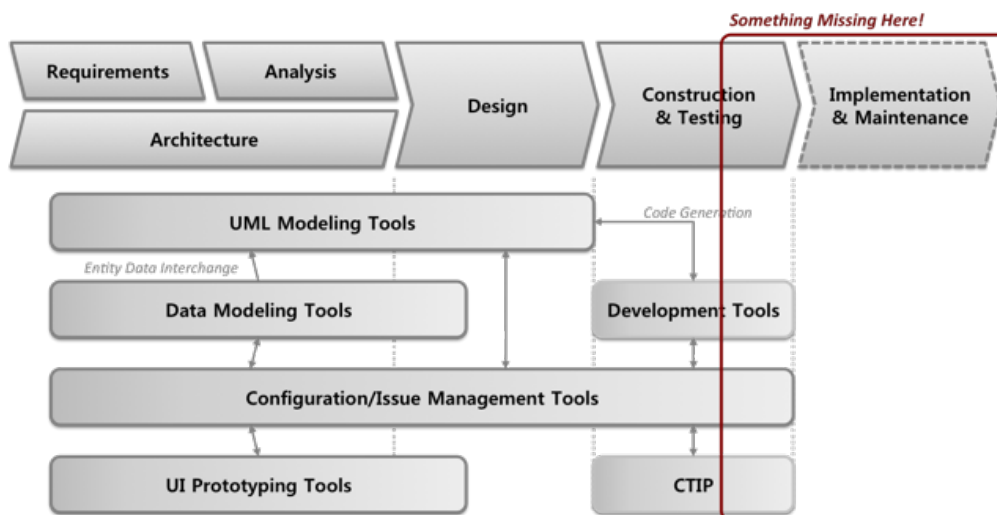 Something Missing Here!
Requirements
Analysis
Architecture
Design
Construction
& Testing
Implementation
& Maintenance
UML Modeling Tools
Code Generation
Entity Data Interchange
Data Modeling Tools
Development Tools
Configuration/Issue Management Tools
UI Prototyping Tools
CTIP